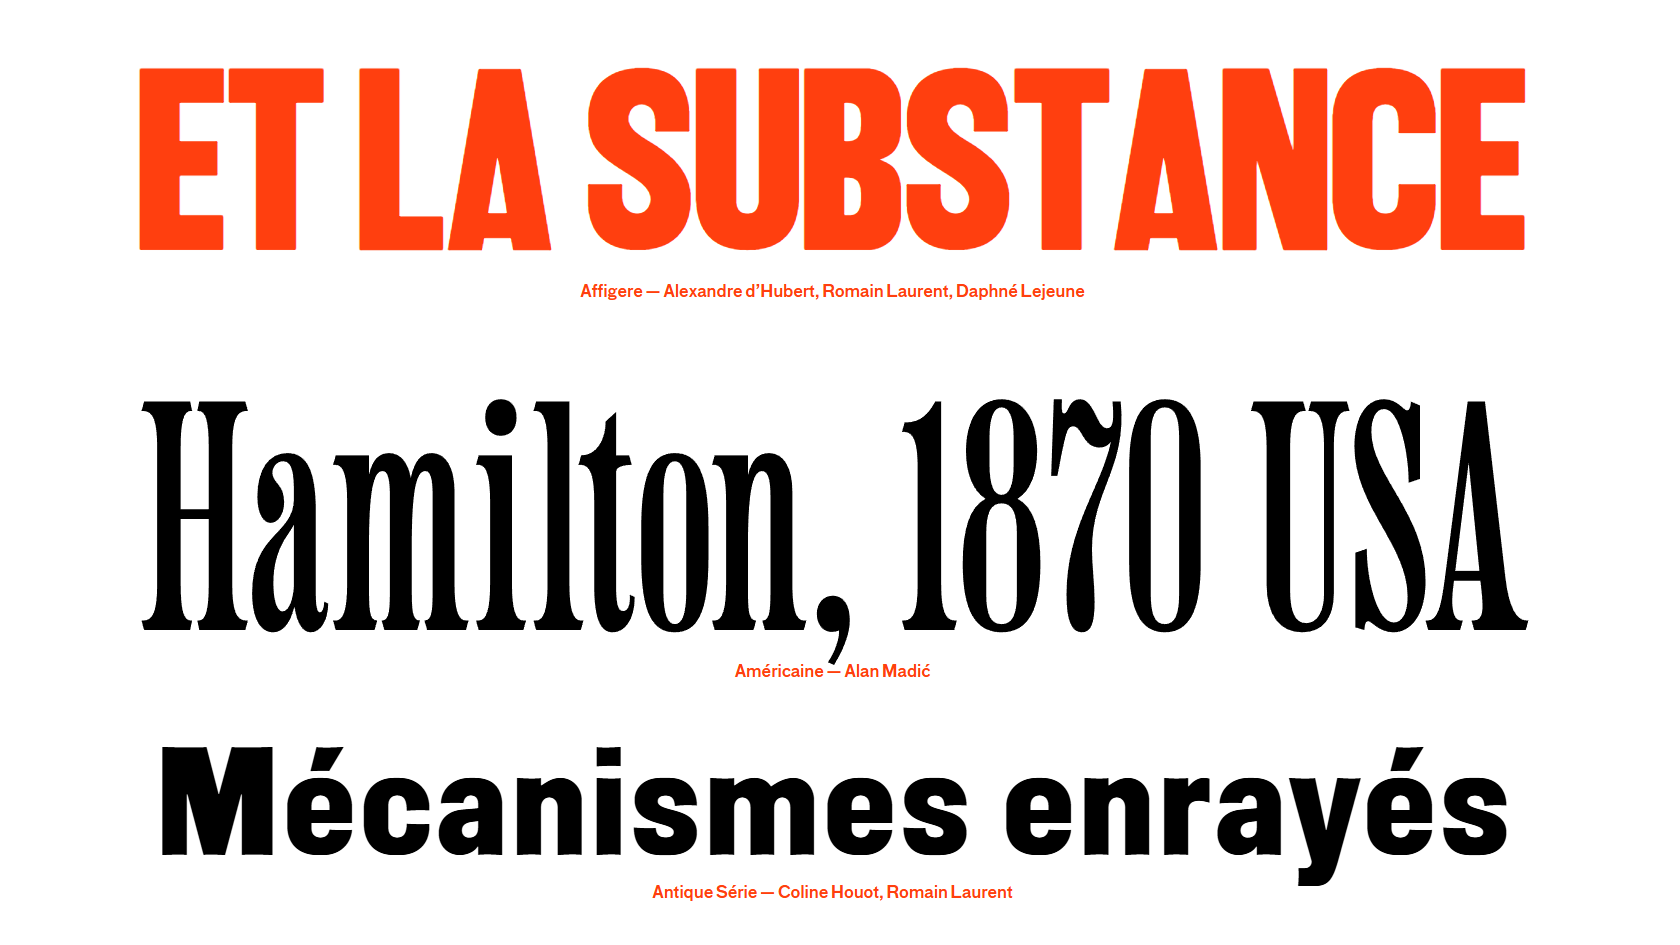 ET LA SUBSTANCE
Affigere — Alexandre d’Hubert, Romain Laurent, Daphné Lejeune
Hamilton, 1870 USA
Américaine — Alan Madić
Mécanismes enrayés
Antique Série — Coline Houot, Romain Laurent